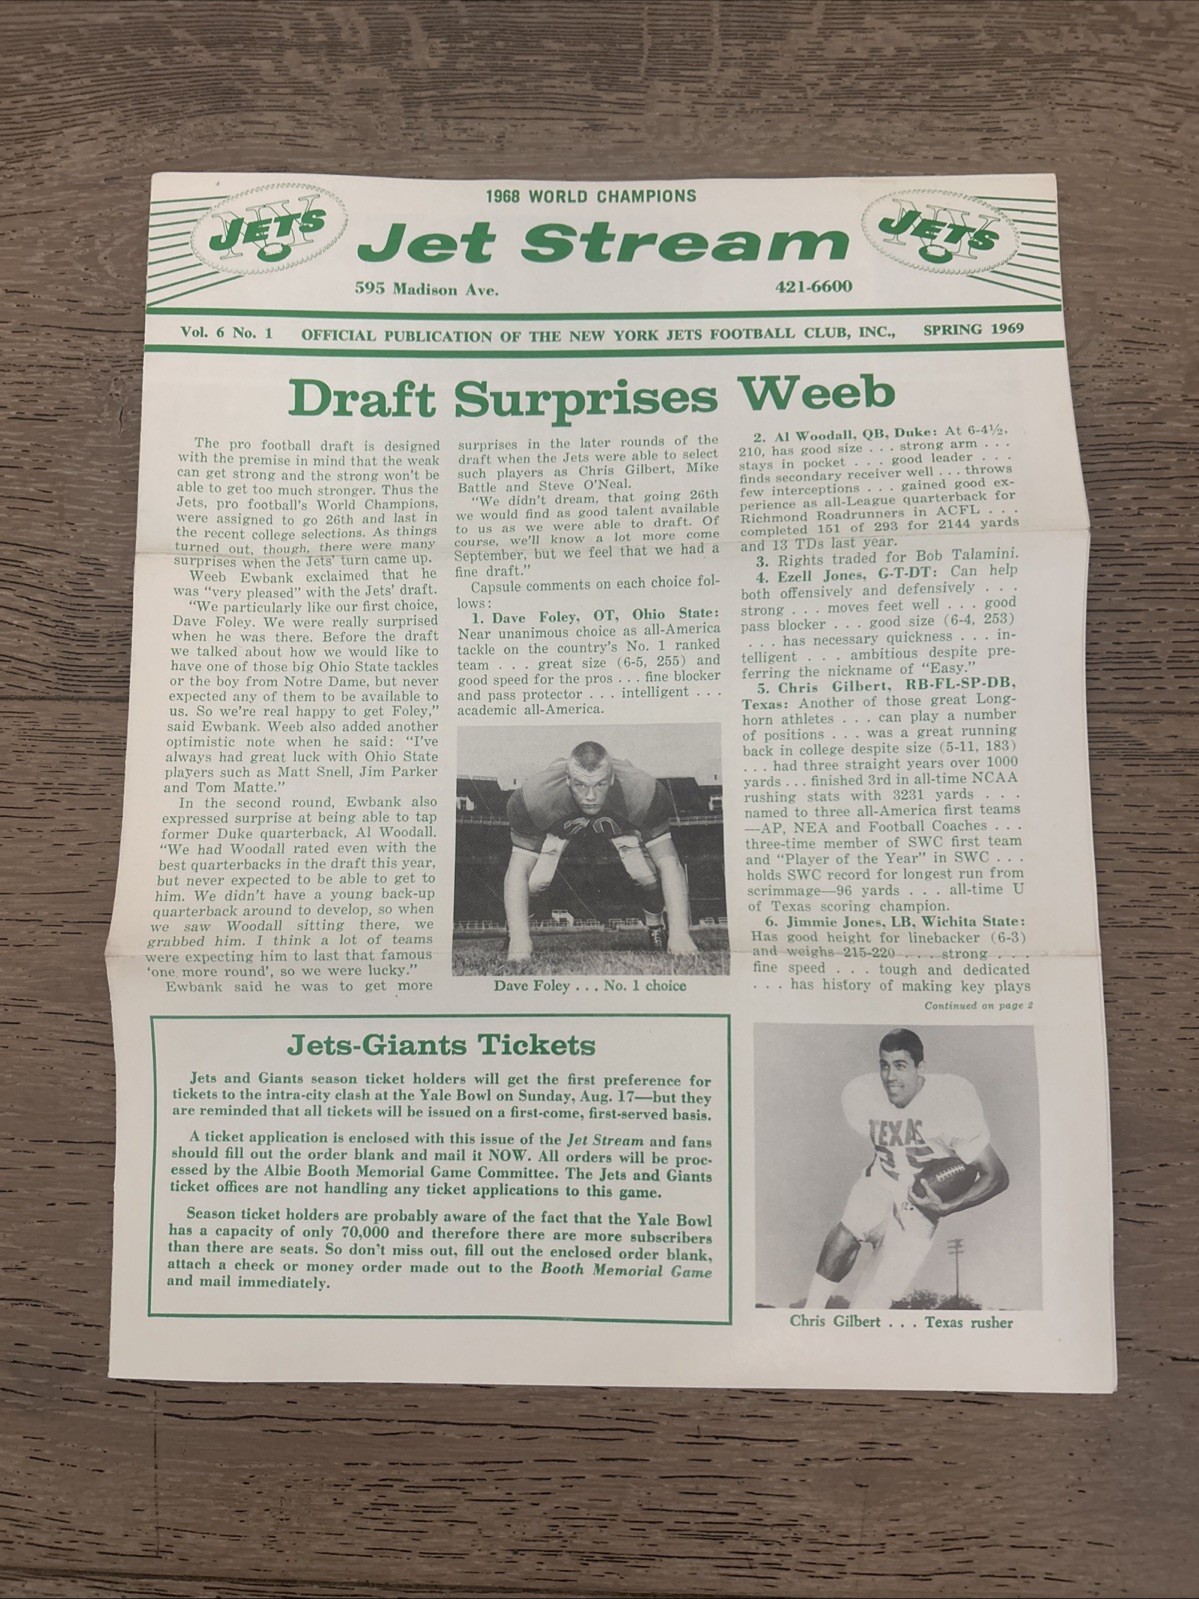 1968 WORLD CHAMPIONS
NY
JETS
Jet Stream
NY
JETS
595 Madison Ave.
421-6600
Vol. 6 No. 1
OFFICIAL PUBLICATION OF THE NEW YORK JETS FOOTBALL CLUB, INC.,
SPRING 1969
Draft Surprises Weeb
The pro football draft is designed
with the premise in mind that the weak
can get strong and the strong won't be
able to get too much stronger. Thus the
Jets, pro football's World Champions,
were assigned to go 26th and last in
the recent college selections. As things
turned out, though, there were many
surprises when the Jets' turn came up.
Weeb Ewbank exclaimed that he
was "very pleased" with the Jets' draft.
"We particularly like our first choice,
Dave Foley. We were really surprised
when he was there. Before the draft
we talked about how we would like to
have one of those big Ohio State tackles
or the boy from Notre Dame, but never
expected any of them to be available to
us. So we're real happy to get Foley,"
said Ewbank. Weeb also added another
optimistic note when he said: "I've
always had great luck with Ohio State
players such as Matt Snell, Jim Parker
and Tom Matte."
In the second round, Ewbank also
expressed surprise at being able to tap
former Duke quarterback, Al Woodall.
"We had Woodall rated even with the
best quarterbacks in the draft this year,
but never expected to be able to get to
him. We didn't have a young back-up
quarterback around to develop, so when
we saw Woodall sitting there, we
grabbed him. I think a lot of teams
were expecting him to last that famous
'one more round', so we were lucky."
Ewbank said he was to get more
surprises in the later rounds of the
draft when the Jets were able to select
such players as Chris Gilbert, Mike
Battle and Steve O'Neal.
"We didn't dream, that going 26th
we would find as good talent available
to us as we were able to draft. Of
course, we'll know a lot more come
September, but we feel that we had a
fine draft."
Capsule comments on each choice fol-
lows:
1. Dave Foley, OT, Ohio State:
Near unanimous choice as all-America
tackle on the country's No. 1 ranked
team . . . great size (6-5, 255) and
good speed for the pros . . . fine blocker
and pass protector . . . intelligent . . .
academic all-America.
70
Dave Foley . . . No. 1 choice
2. Al Woodall, QB, Duke: At 6-4½,
210, has good size . . . strong arm . . .
stays in pocket . . . good leader . . .
finds secondary receiver well . . . throws
few interceptions . . . gained good ex-
perience as all-League quarterback for
Richmond Roadrunners in ACFL . . .
completed 151 of 293 for 2144 yards
and 13 TDs last year.
3. Rights traded for Bob Talamini.
4. Ezell Jones, G-T-DT: Can help
both offensively and defensively . . .
strong . . . moves feet well . . . good
pass blocker . . . good size (6-4, 253)
. . . has necessary quickness . . . in-
telligent . . . ambitious despite pre-
ferring the nickname of "Easy."
5. Chris Gilbert, RB-FL-SP-DB,
Texas: Another of those great Long-
horn athletes . . . can play a number
of positions . . . was a great running
back in college despite size (5-11, 183)
. . . had three straight years over 1000
yards . . . finished 3rd in all-time NCAA
rushing stats with 3231 yards . . .
named to three all-America first teams
—AP, NEA and Football Coaches . . .
three-time member of SWC first team
and "Player of the Year" in SWC . . .
holds SWC record for longest run from
scrimmage—96 yards . . . all-time U
of Texas scoring champion.
6. Jimmie Jones, LB, Wichita State:
Has good height for linebacker (6-3)
and weighs 215-220 . . . strong . . .
fine speed . . . tough and dedicated
. . . has history of making key plays
Continued on page 2
Jets-Giants Tickets
Jets and Giants season ticket holders will get the first preference for
tickets to the intra-city clash at the Yale Bowl on Sunday, Aug. 17—but they
are reminded that all tickets will be issued on a first-come, first-served basis.
A ticket application is enclosed with this issue of the Jet Stream and fans
should fill out the order blank and mail it NOW. All orders will be proc-
essed by the Albie Booth Memorial Game Committee. The Jets and Giants
ticket offices are not handling any ticket applications to this game.
Season ticket holders are probably aware of the fact that the Yale Bowl
has a capacity of only 70,000 and therefore there are more subscribers
than there are seats. So don't miss out, fill out the enclosed order blank,
attach a check or money order made out to the Booth Memorial Game
and mail immediately.
TEXAS
25
Chris Gilbert . . . Texas rusher